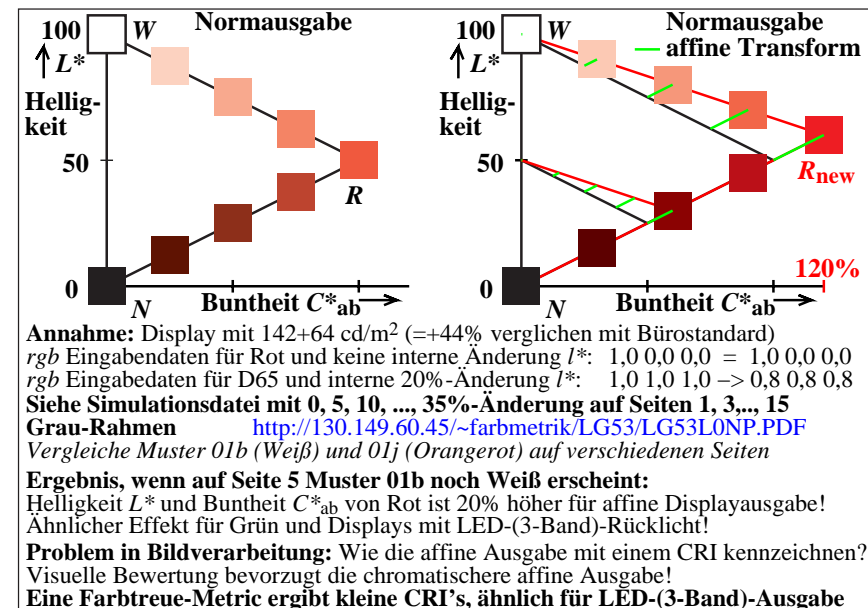 Normausgabe
100 W
L*
Hellig-
keit
50
R
0
N
Buntheit C*ab
Normausgabe
affine Transform
100 W
L*
Hellig-
keit
50
Rnew
120%
0
N
Buntheit C*ab
Annahme: Display mit 142+64 cd/m2 (=+44% verglichen mit Bürostandard)
rgb Eingabendaten für Rot und keine interne Änderung l*: 1,0 0,0 0,0 = 1,0 0,0 0,0
rgb Eingabedaten für D65 und interne 20%-Änderung l*: 1,0 1,0 1,0 –> 0,8 0,8 0,8
Siehe Simulationsdatei mit 0, 5, 10, ..., 35%-Änderung auf Seiten 1, 3,.., 15
Grau-Rahmen http://130.149.60.45/~farbmetrik/LG53/LG53L0NP.PDF
Vergleiche Muster 01b (Weiß) und 01j (Orangerot) auf verschiedenen Seiten
Ergebnis, wenn auf Seite 5 Muster 01b noch Weiß erscheint:
Helligkeit L* und Buntheit C*ab von Rot ist 20% höher für affine Displayausgabe!
Ähnlicher Effekt für Grün und Displays mit LED-(3-Band)-Rücklicht!
Problem in Bildverarbeitung: Wie die affine Ausgabe mit einem CRI kennzeichnen?
Visuelle Bewertung bevorzugt die chromatischere affine Ausgabe!
Eine Farbtreue-Metric ergibt kleine CRI's, ähnlich für LED-(3-Band)-Ausgabe